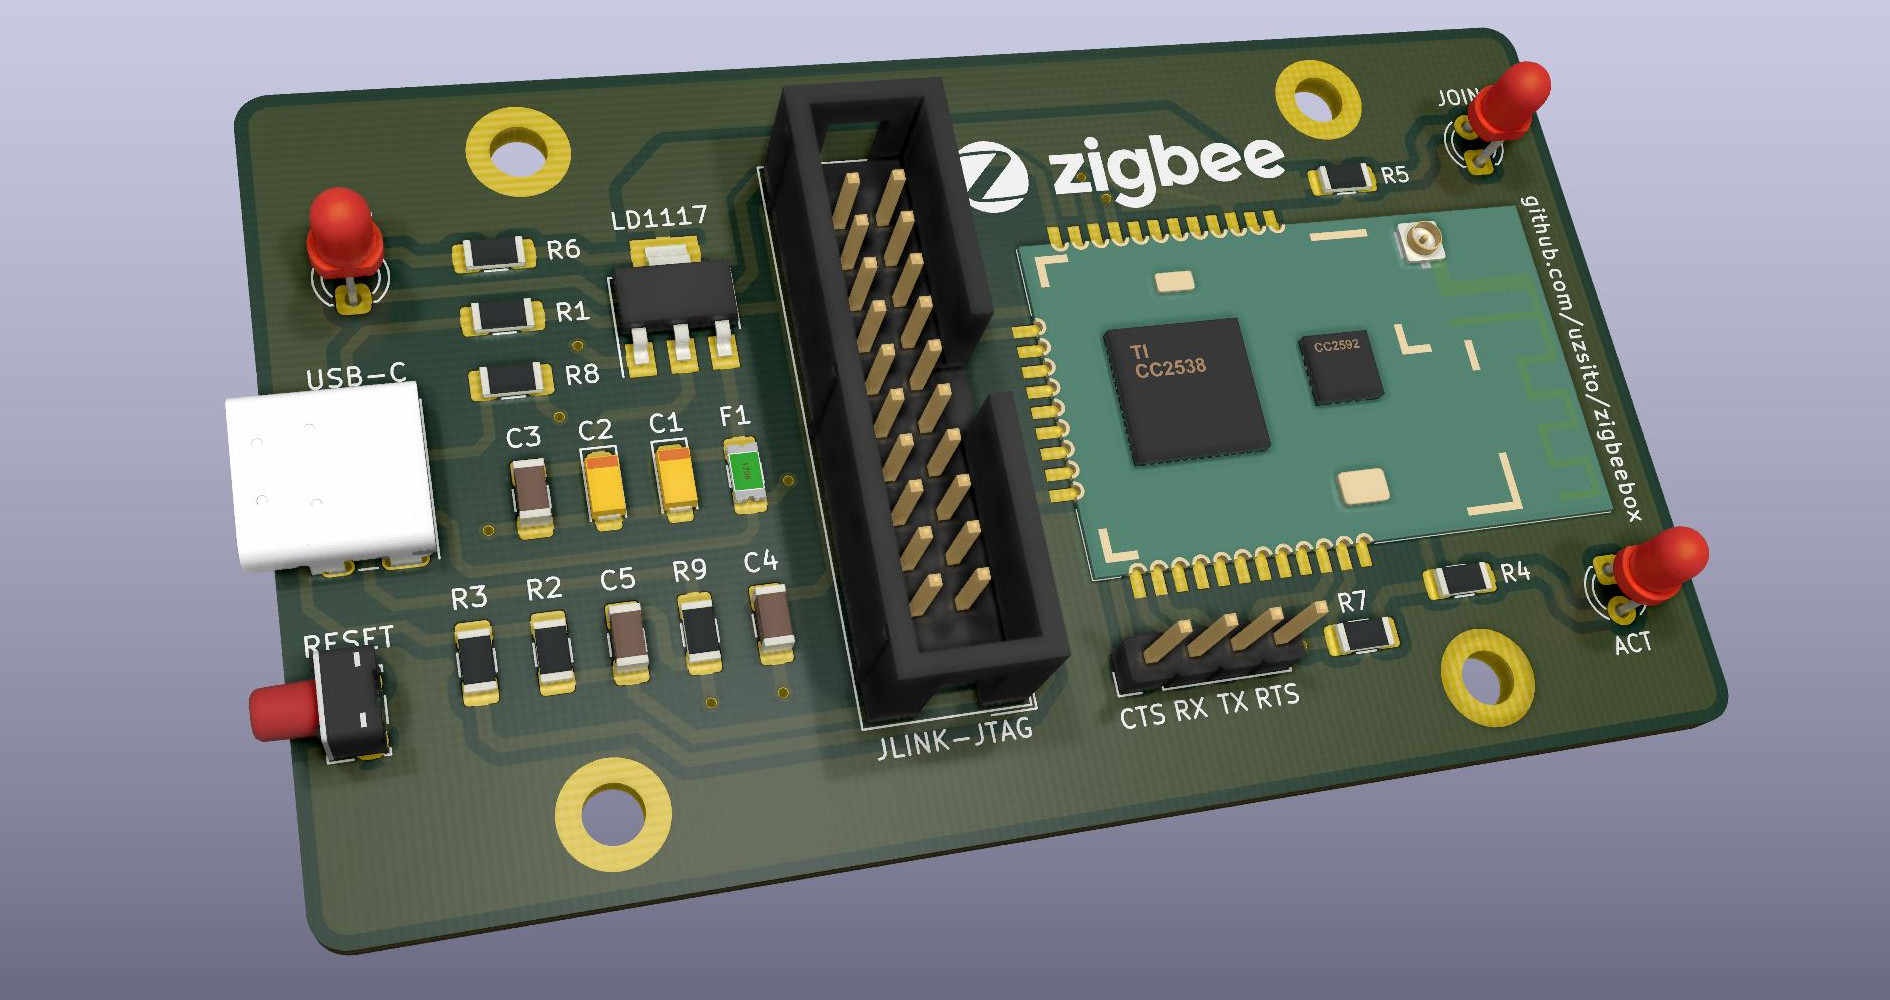 JOIN
zigbee
R5
LD1117
R6
R1
R8
USB-C
github.com/uzsito/zigbeebox
TI
CC2538
CC2592
C3
C2
C1
F1
R3
R2
C5
R9
C4
R4
R7
RESET
ACT
CTS RX TX RTS
JLINK-JTAG